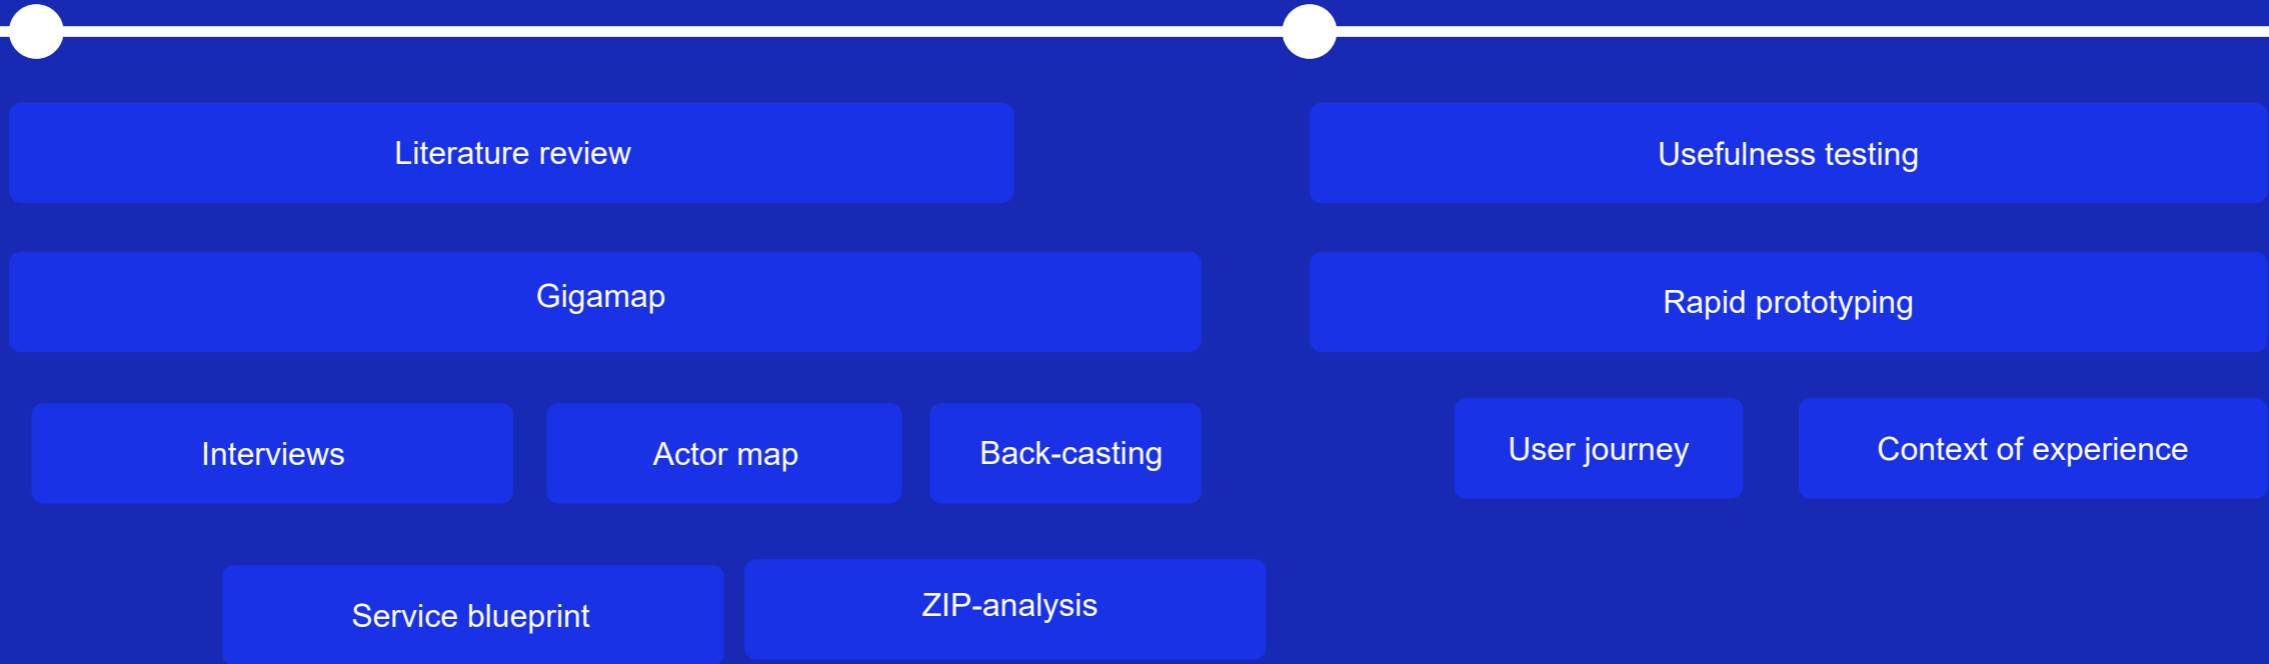 Literature review
Usefulness testing
Gigamap
Rapid prototyping
Interviews
Actor map
Back-casting
User journey
Context of experience
Service blueprint
ZIP-analysis